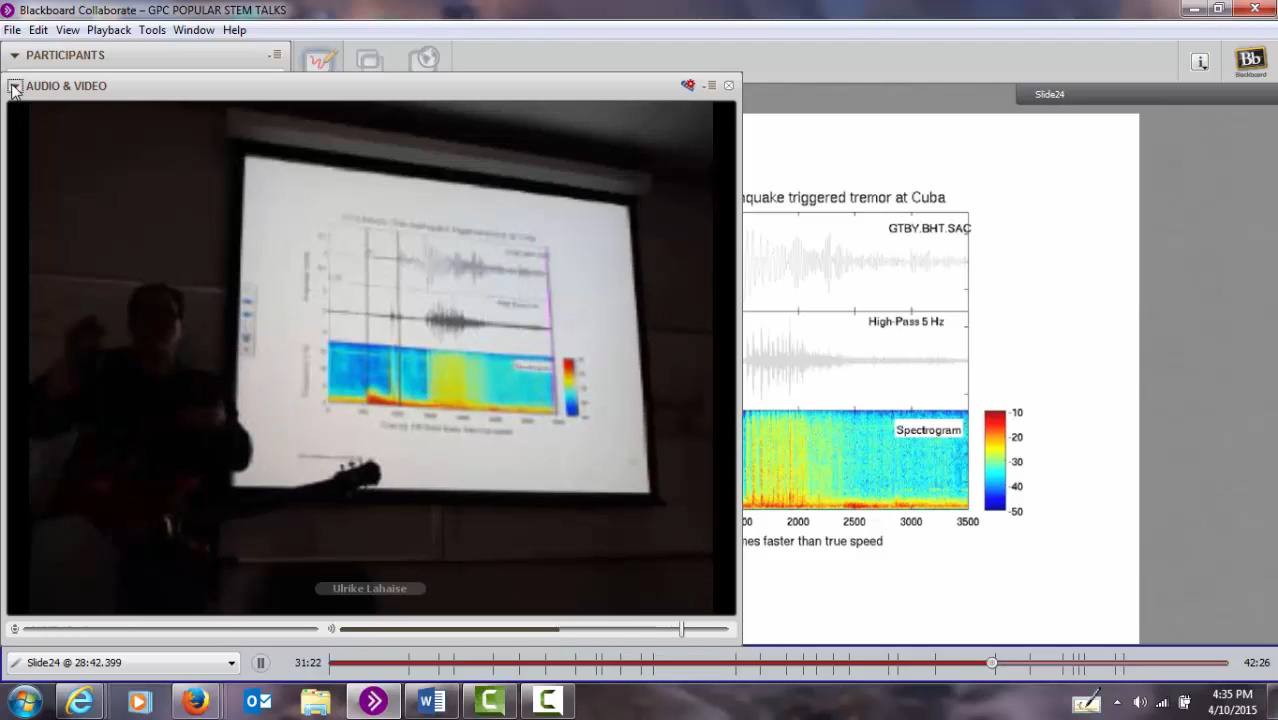 Blackboard Collaborate – GPC POPULAR STEM TALKS
File Edit View Playback Tools Window Help
PARTICIPANTS
AUDIO & VIDEO
Bb
Blackboard
Slide24
quake triggered tremor at Cuba
GTBY.BHT.SAC
High-Pass 5 Hz
Spectrogram
-10
-20
-30
-40
-50
00 2000 2500 3000 3500
mes faster than true speed
Ulrike Lahaise
Slide24 @ 28:42.399
31:22
42:26
4:35 PM
4/10/2015